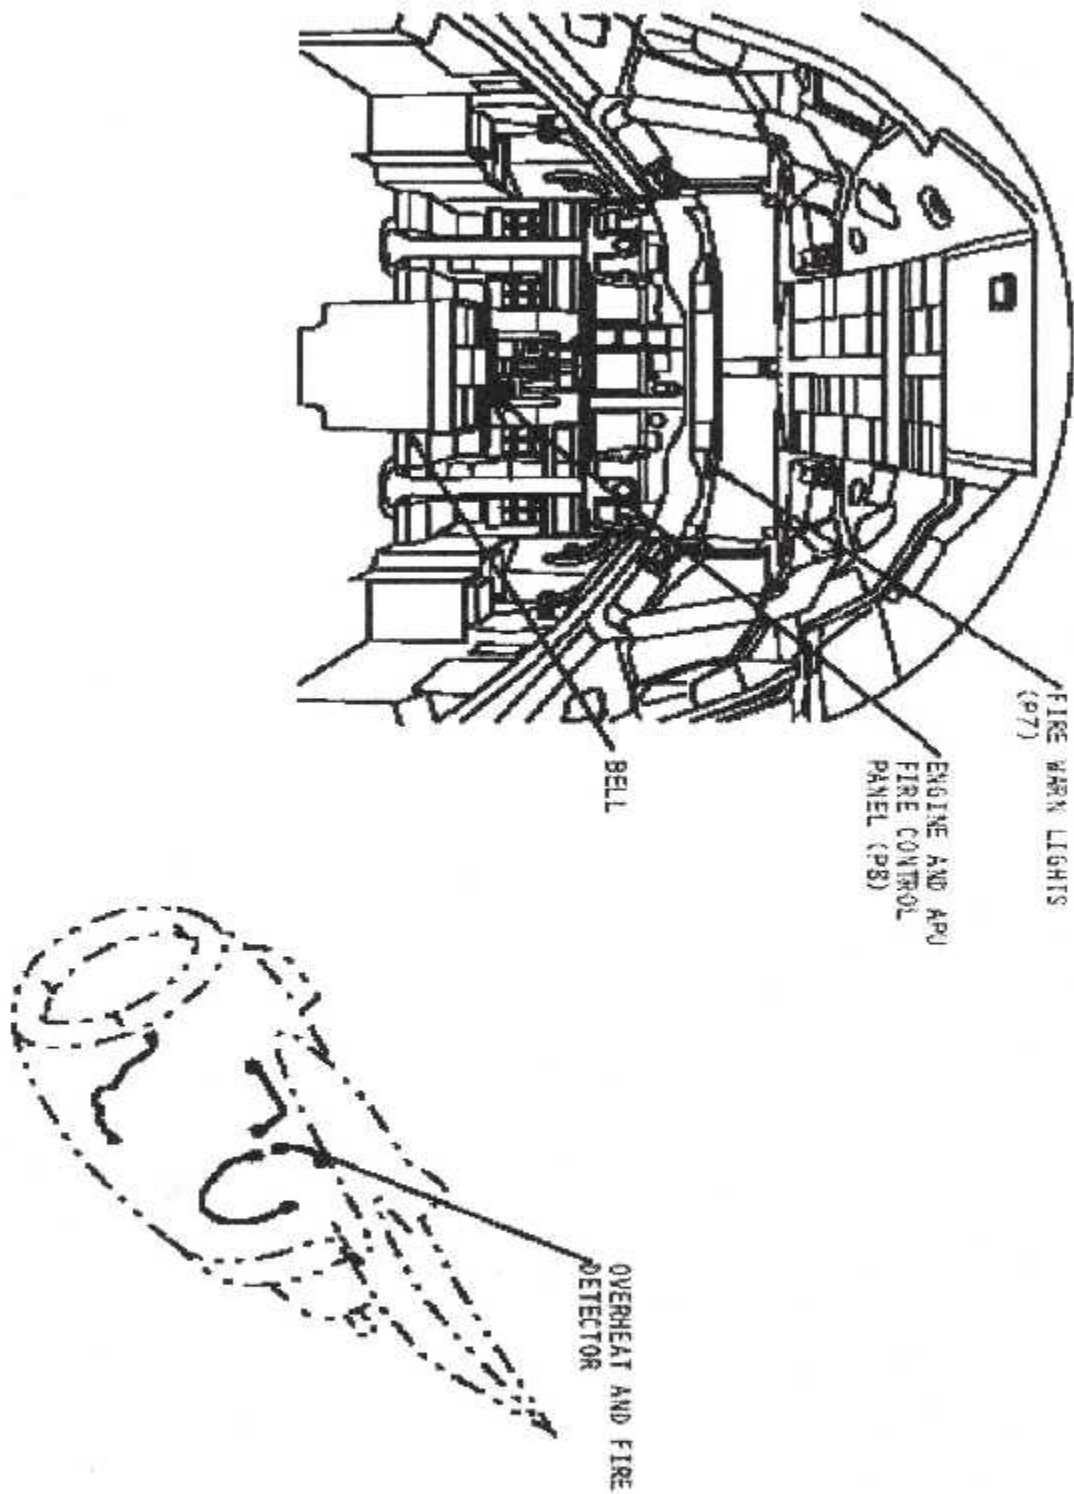 FIRE WARN LIGHTS
(P7)
ENGINE AND APU
FIRE CONTROL
PANEL (P8)
BELL
OVERHEAT AND FIRE
DETECTOR